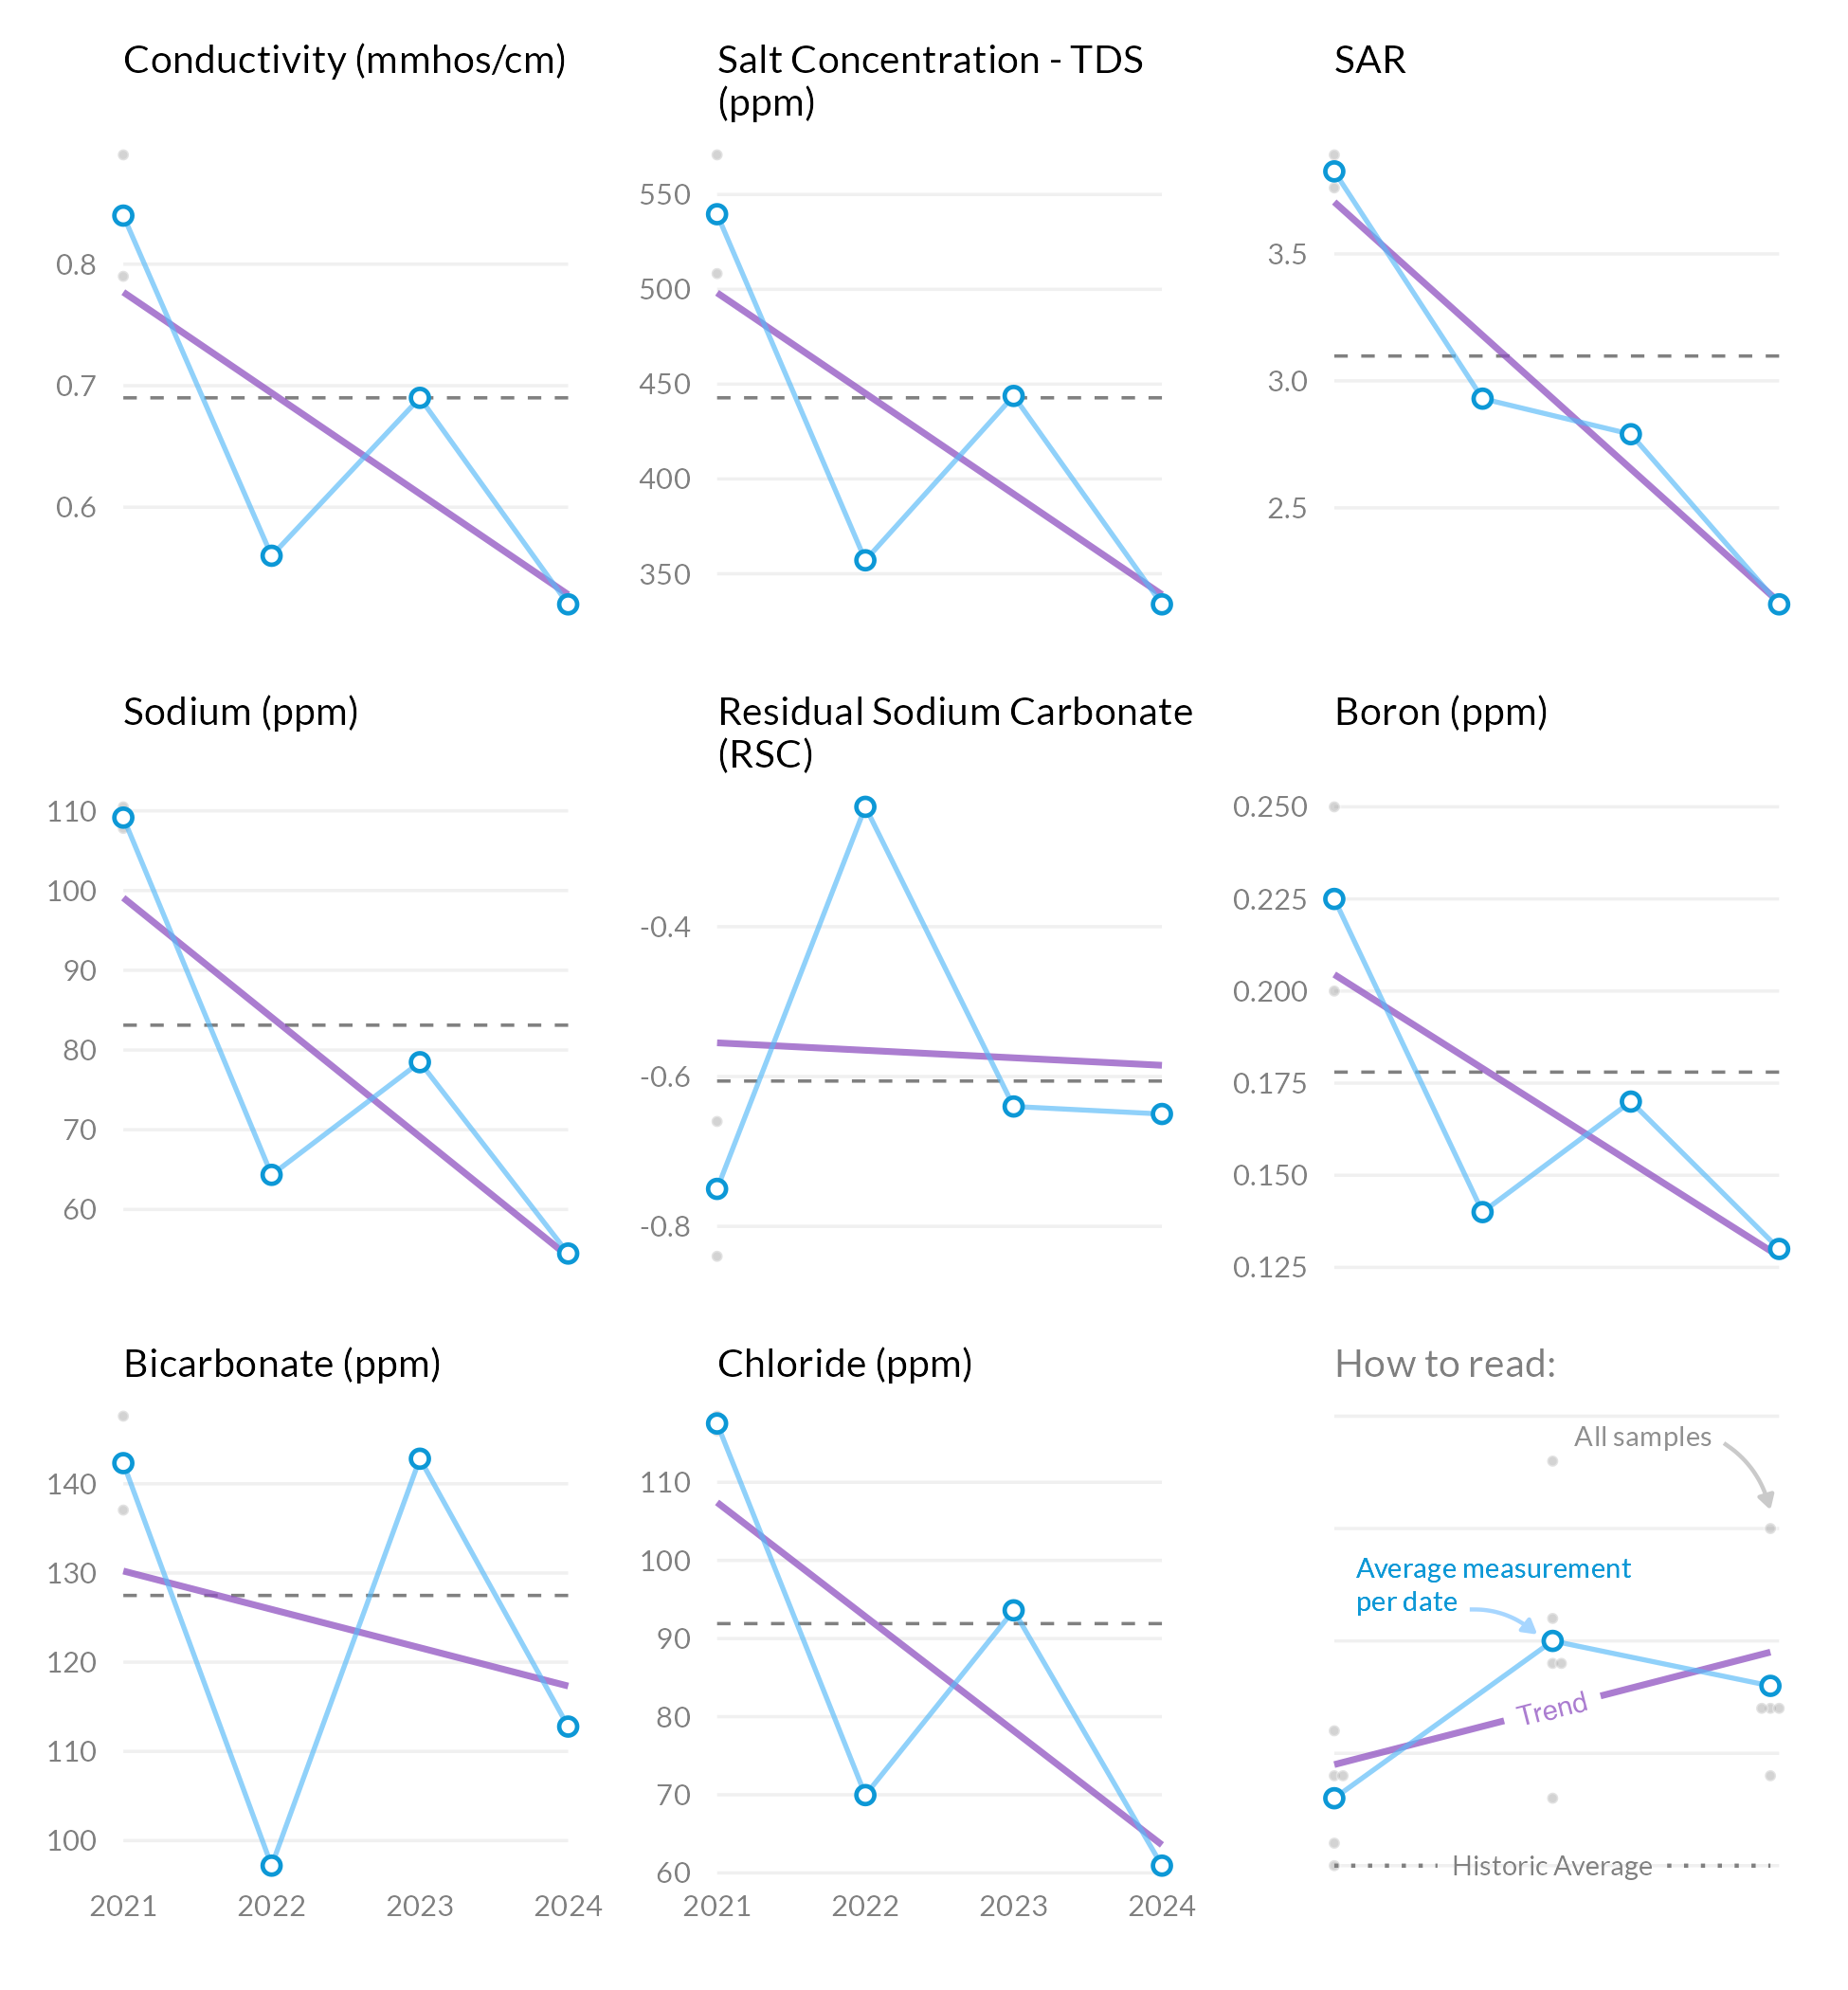 Conductivity (mmhos/cm)
0.8
0.7
0.6
Salt Concentration - TDS
(ppm)
550
500
450
400
350
SAR
3.5
3.0
2.5
Sodium (ppm)
110
100
90
80
70
60
Residual Sodium Carbonate
(RSC)
-0.4
-0.6
-0.8
Boron (ppm)
0.250
0.225
0.200
0.175
0.150
0.125
Bicarbonate (ppm)
140
130
120
110
100
2021 2022 2023 2024
Chloride (ppm)
110
100
90
80
70
60
2021 2022 2023 2024
How to read:
All samples
Average measurement
per date
Trend
Historic Average